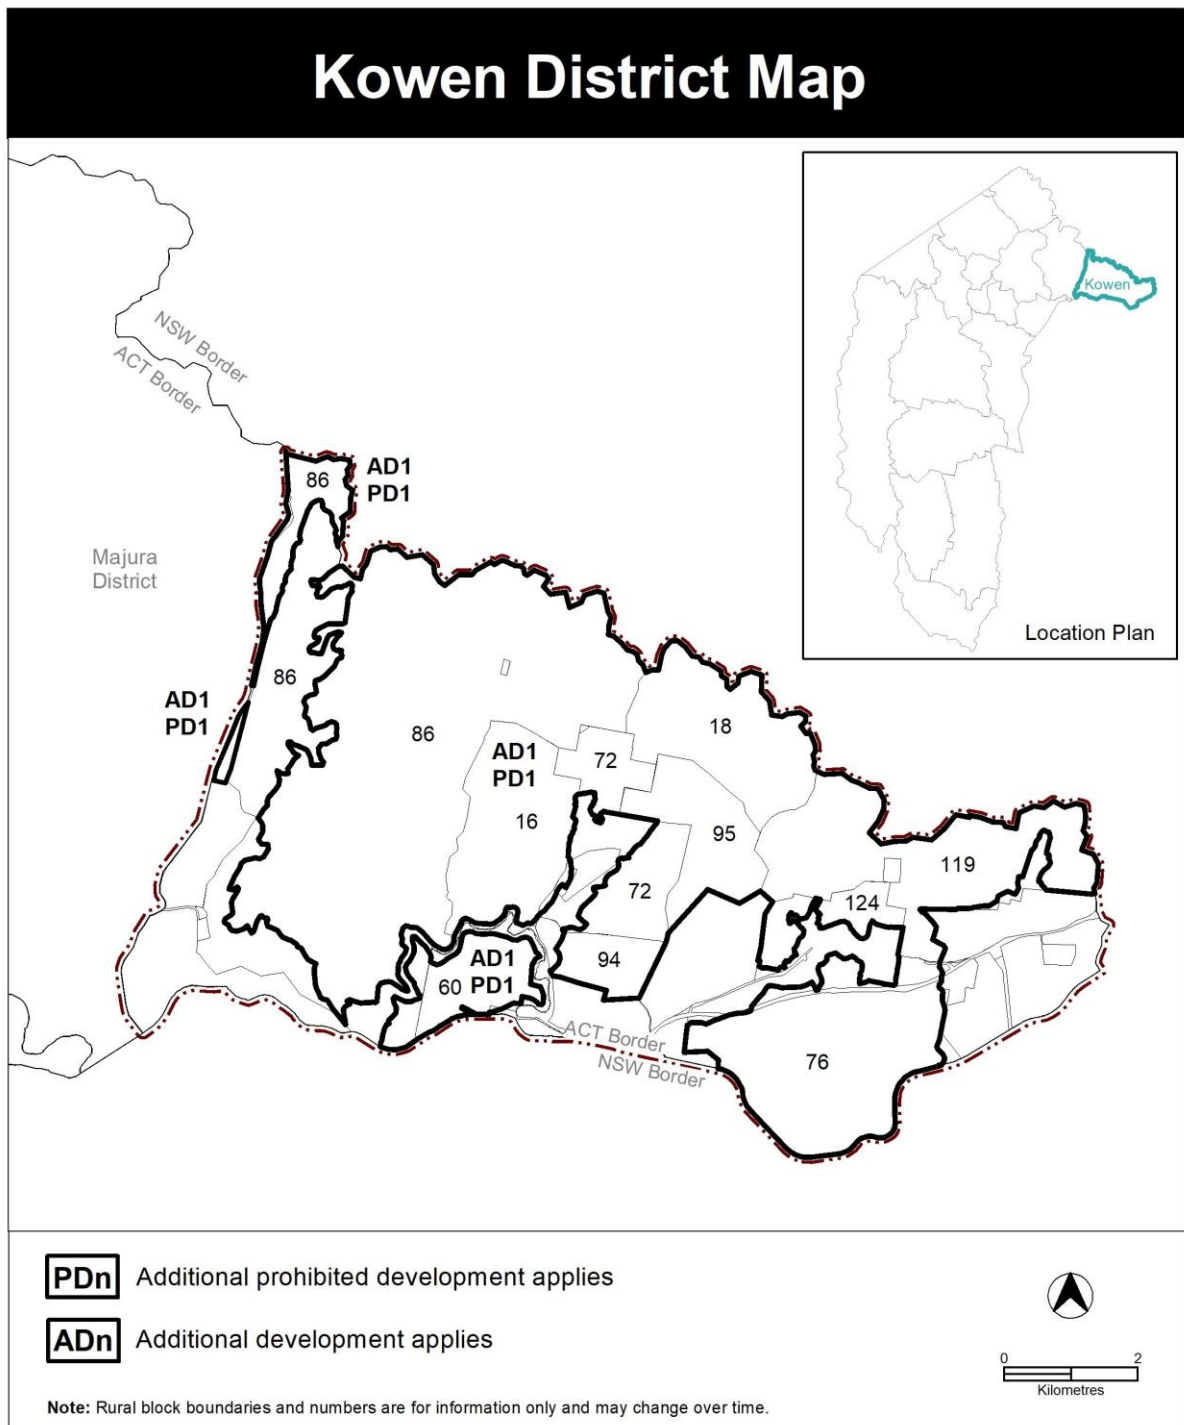 Kowen District Map
Kowen
Location Plan
NSW Border
ACT Border
86
AD1
PD1
Majura
District
86
AD1
PD1
86
18
AD1
PD1
72
16
95
119
72
124
94
AD1
PD1
60
ACT Border
NSW Border
76
PDn Additional prohibited development applies
ADn Additional development applies
0 2
Kilometres
Note: Rural block boundaries and numbers are for information only and may change over time.